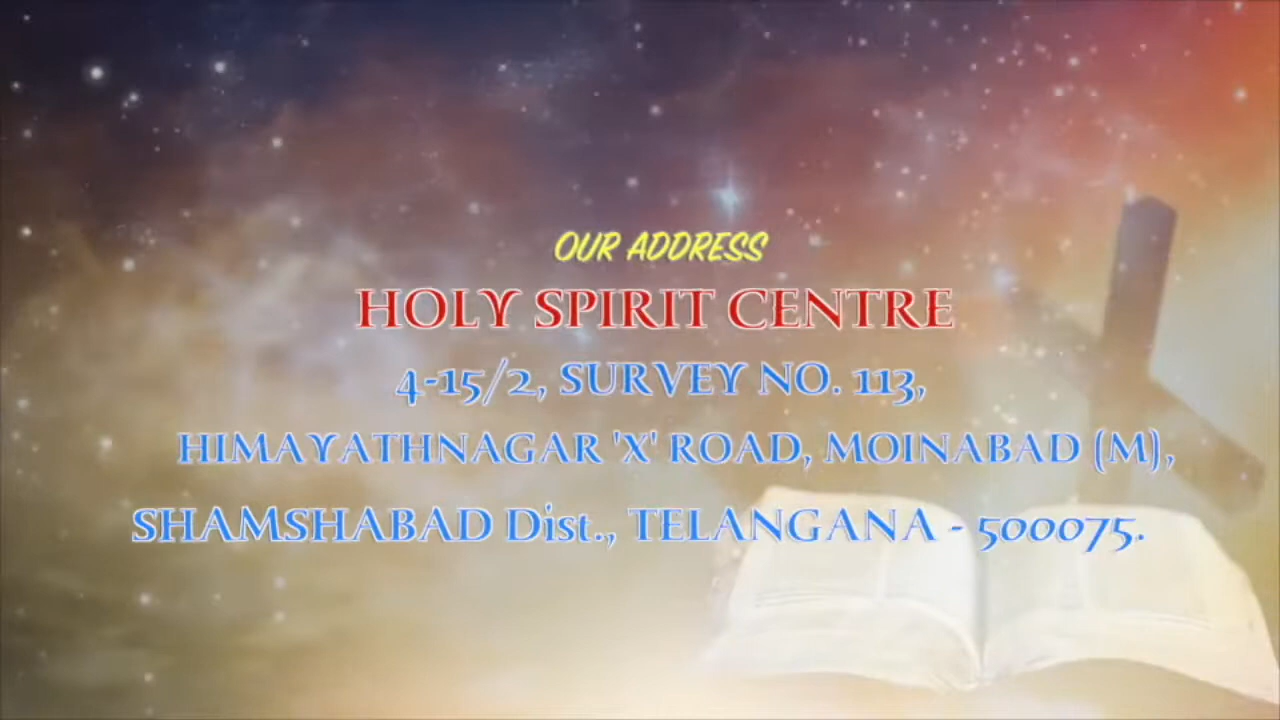 OUR ADDRESS
HOLY SPIRIT CENTRE
4-15/2, SURVEY NO. 113,
HIMAYATHNAGAR 'X' ROAD, MOINABAD (M),
SHAMSHABAD Dist., TELANGANA - 500075.